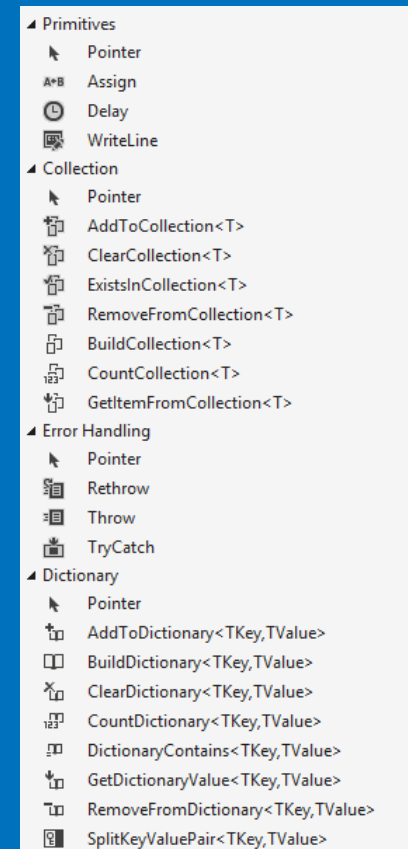 Primitives
Pointer
A+B Assign
Delay
WriteLine
Collection
Pointer
AddToCollection<T>
ClearCollection<T>
ExistsInCollection<T>
RemoveFromCollection<T>
BuildCollection<T>
123 CountCollection<T>
GetItemFromCollection<T>
Error Handling
Pointer
Rethrow
Throw
TryCatch
Dictionary
Pointer
AddToDictionary<TKey,TValue>
BuildDictionary<TKey,TValue>
ClearDictionary<TKey,TValue>
123 CountDictionary<TKey,TValue>
DictionaryContains<TKey,TValue>
GetDictionaryValue<TKey,TValue>
RemoveFromDictionary<TKey,TValue>
SplitKeyValuePair<TKey,TValue>